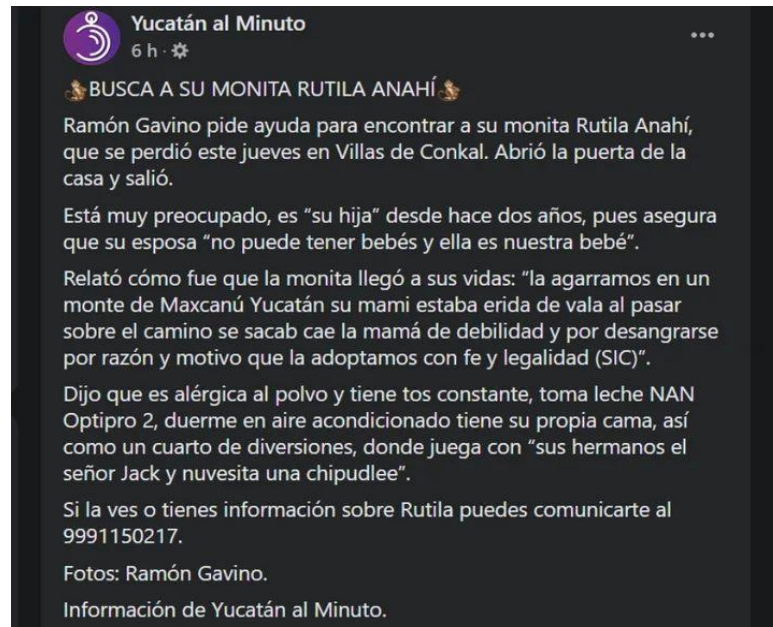 Yucatán al Minuto
6 h ·
🐒BUSCA A SU MONITA RUTILA ANAHÍ🐒
Ramón Gavino pide ayuda para encontrar a su monita Rutila Anahí,
que se perdió este jueves en Villas de Conkal. Abrió la puerta de la
casa y salió.
Está muy preocupado, es “su hija” desde hace dos años, pues asegura
que su esposa “no puede tener bebés y ella es nuestra bebé”.
Relató cómo fue que la monita llegó a sus vidas: “la agarramos en un
monte de Maxcanú Yucatán su mami estaba erida de vala al pasar
sobre el camino se sacab cae la mamá de debilidad y por desangrarse
por razón y motivo que la adoptamos con fe y legalidad (SIC)”.
Dijo que es alérgica al polvo y tiene tos constante, toma leche NAN
Optipro 2, duerme en aire acondicionado tiene su propia cama, así
como un cuarto de diversiones, donde juega con “sus hermanos el
señor Jack y nuvesita una chipudlee”.
Si la ves o tienes información sobre Rutila puedes comunicarte al
9991150217.
Fotos: Ramón Gavino.
Información de Yucatán al Minuto.